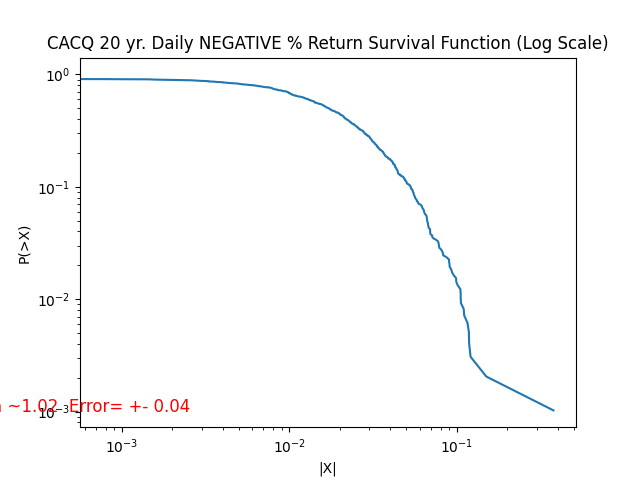 CACQ 20 yr. Daily NEGATIVE % Return Survival Function (Log Scale)
10⁰
10⁻¹
10⁻²
10⁻³
P(>X)
~1.02 Error= +- 0.04
10⁻³
10⁻²
10⁻¹
|X|